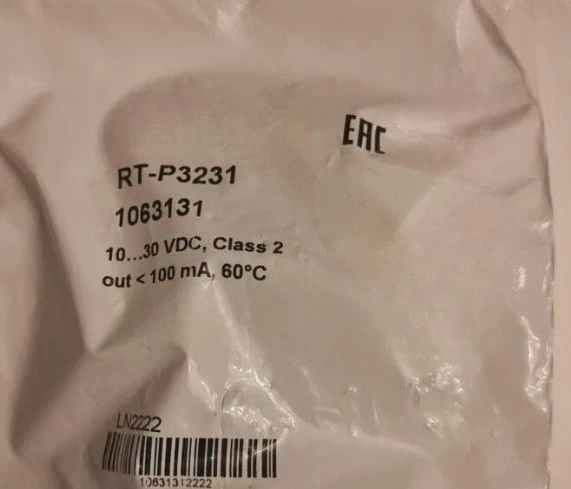 EAC
RT-P3231
1063131
10...30 VDC, Class 2
out < 100 mA, 60°C
LN2222
10631312222